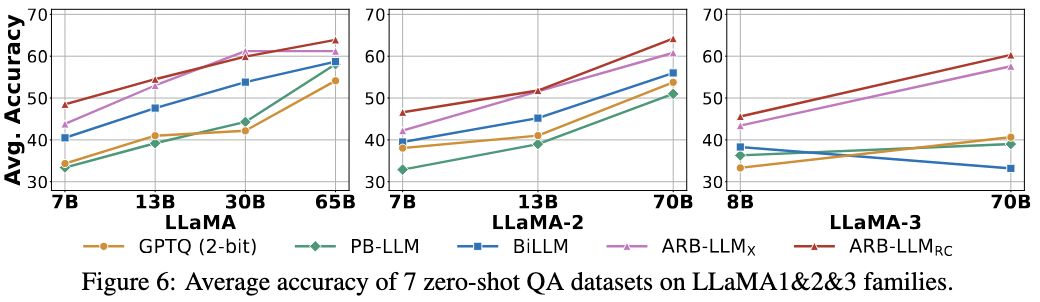 Avg. Accuracy
70
60
50
40
30
7B 13B 30B 65B
LLaMA
70
60
50
40
30
7B 13B 70B
LLaMA-2
70
60
50
40
30
8B 70B
LLaMA-3
GPTQ (2-bit) PB-LLM BiLLM ARB-LLMX ARB-LLMRC
Figure 6: Average accuracy of 7 zero-shot QA datasets on LLaMA1&2&3 families.